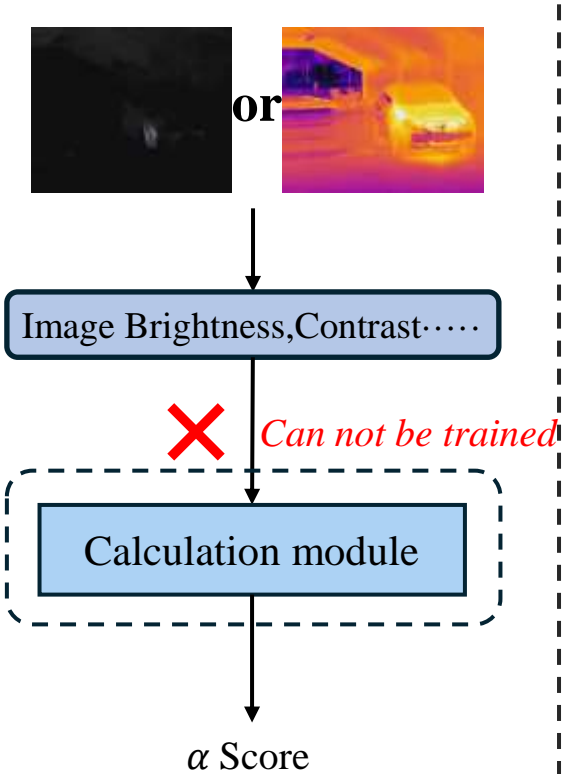 or
Image Brightness,Contrast······
Can not be trained
Calculation module
α Score